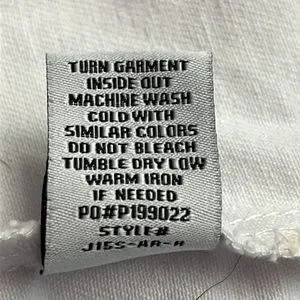 TURN GARMENT
INSIDE OUT
MACHINE WASH
COLD WITH
SIMILAR COLORS
DO NOT BLEACH
TUMBLE DRY LOW
WARM IRON
IF NEEDED
PO#P199022
STYLE#